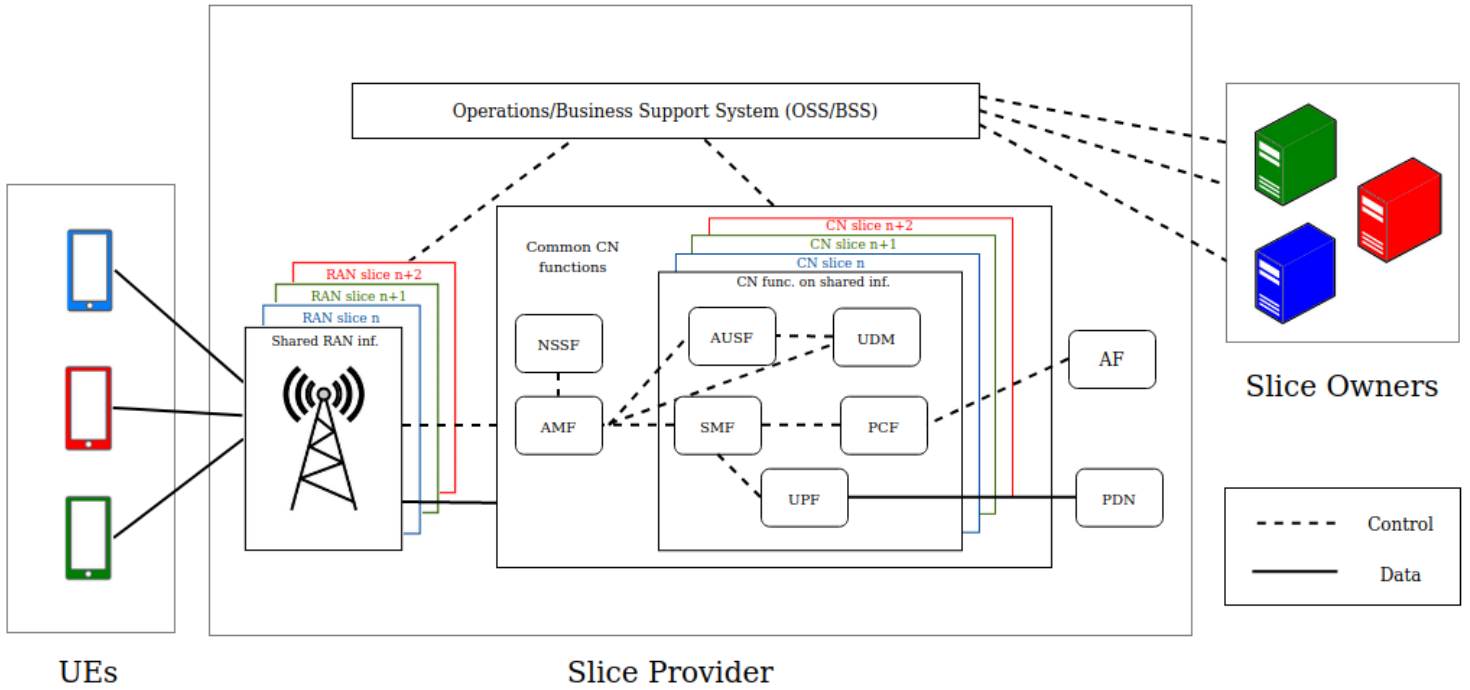 Operations/Business Support System (OSS/BSS)
Common CN
functions
CN slice n+2
CN slice n+1
CN slice n
CN func. on shared inf.
RAN slice n+2
RAN slice n+1
RAN slice n
Shared RAN inf.
NSSF
AUSF
UDM
AF
AMF
SMF
PCF
UPF
PDN
Slice Owners
Control
Data
UEs
Slice Provider